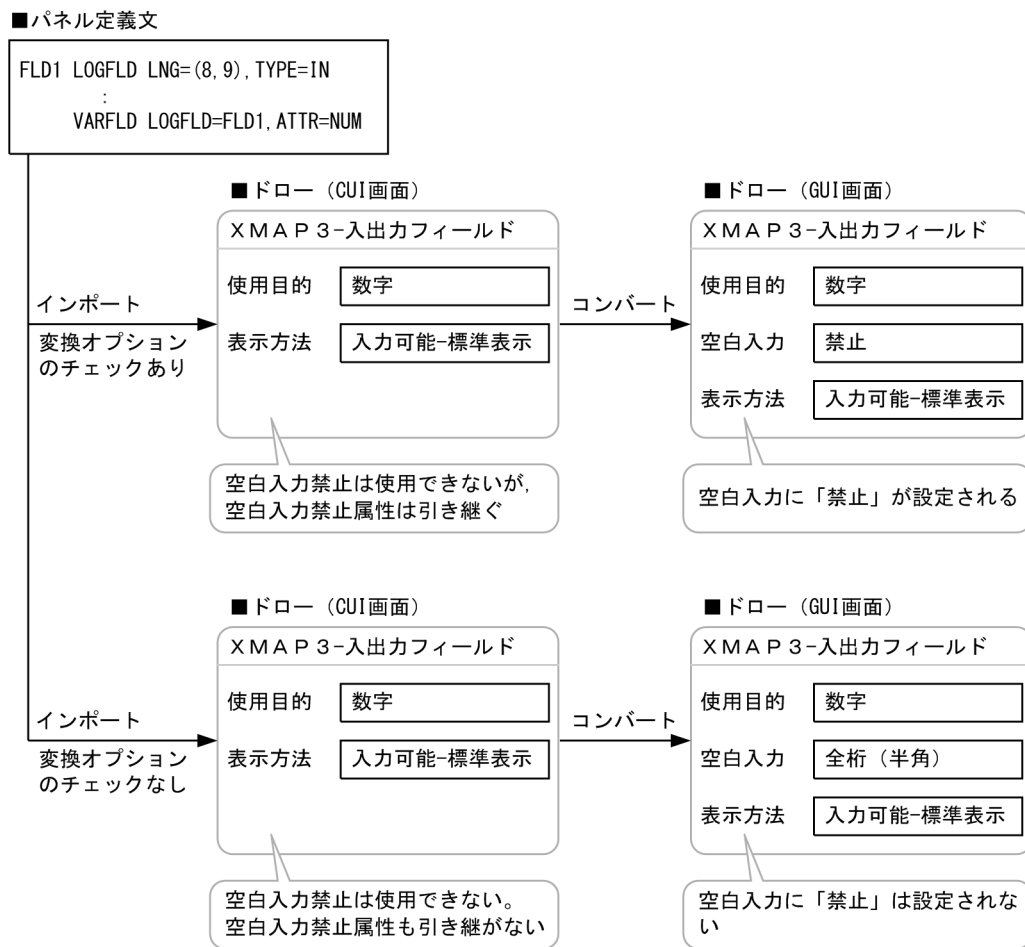 ■パネル定義文
FLD1 LOGFLD LNG=(8,9),TYPE=IN
:
VARFLD LOGFLD=FLD1,ATTR=NUM
インポート
変換オプション
のチェックあり
■ドロー（CUI画面）
ＸＭＡＰ３-入出力フィールド
使用目的 数字
表示方法 入力可能-標準表示
空白入力禁止は使用できないが,
空白入力禁止属性は引き継ぐ
コンバート
■ドロー（GUI画面）
ＸＭＡＰ３-入出力フィールド
使用目的 数字
空白入力 禁止
表示方法 入力可能-標準表示
空白入力に「禁止」が設定される
インポート
変換オプション
のチェックなし
■ドロー（CUI画面）
ＸＭＡＰ３-入出力フィールド
使用目的 数字
表示方法 入力可能-標準表示
空白入力禁止は使用できない。
空白入力禁止属性も引き継がない
コンバート
■ドロー（GUI画面）
ＸＭＡＰ３-入出力フィールド
使用目的 数字
空白入力 全桁（半角）
表示方法 入力可能-標準表示
空白入力に「禁止」は設定されな
い